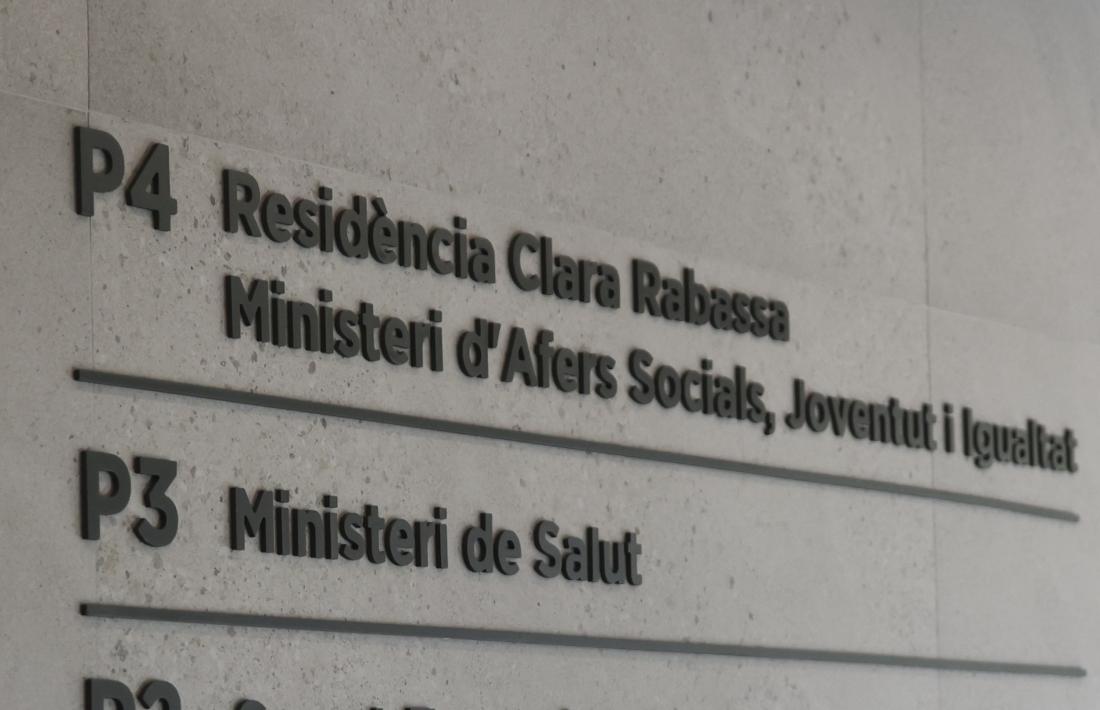 P4 Residència Clara Rabassa
Ministeri d'Afers Socials, Joventut i Igualtat
P3 Ministeri de Salut